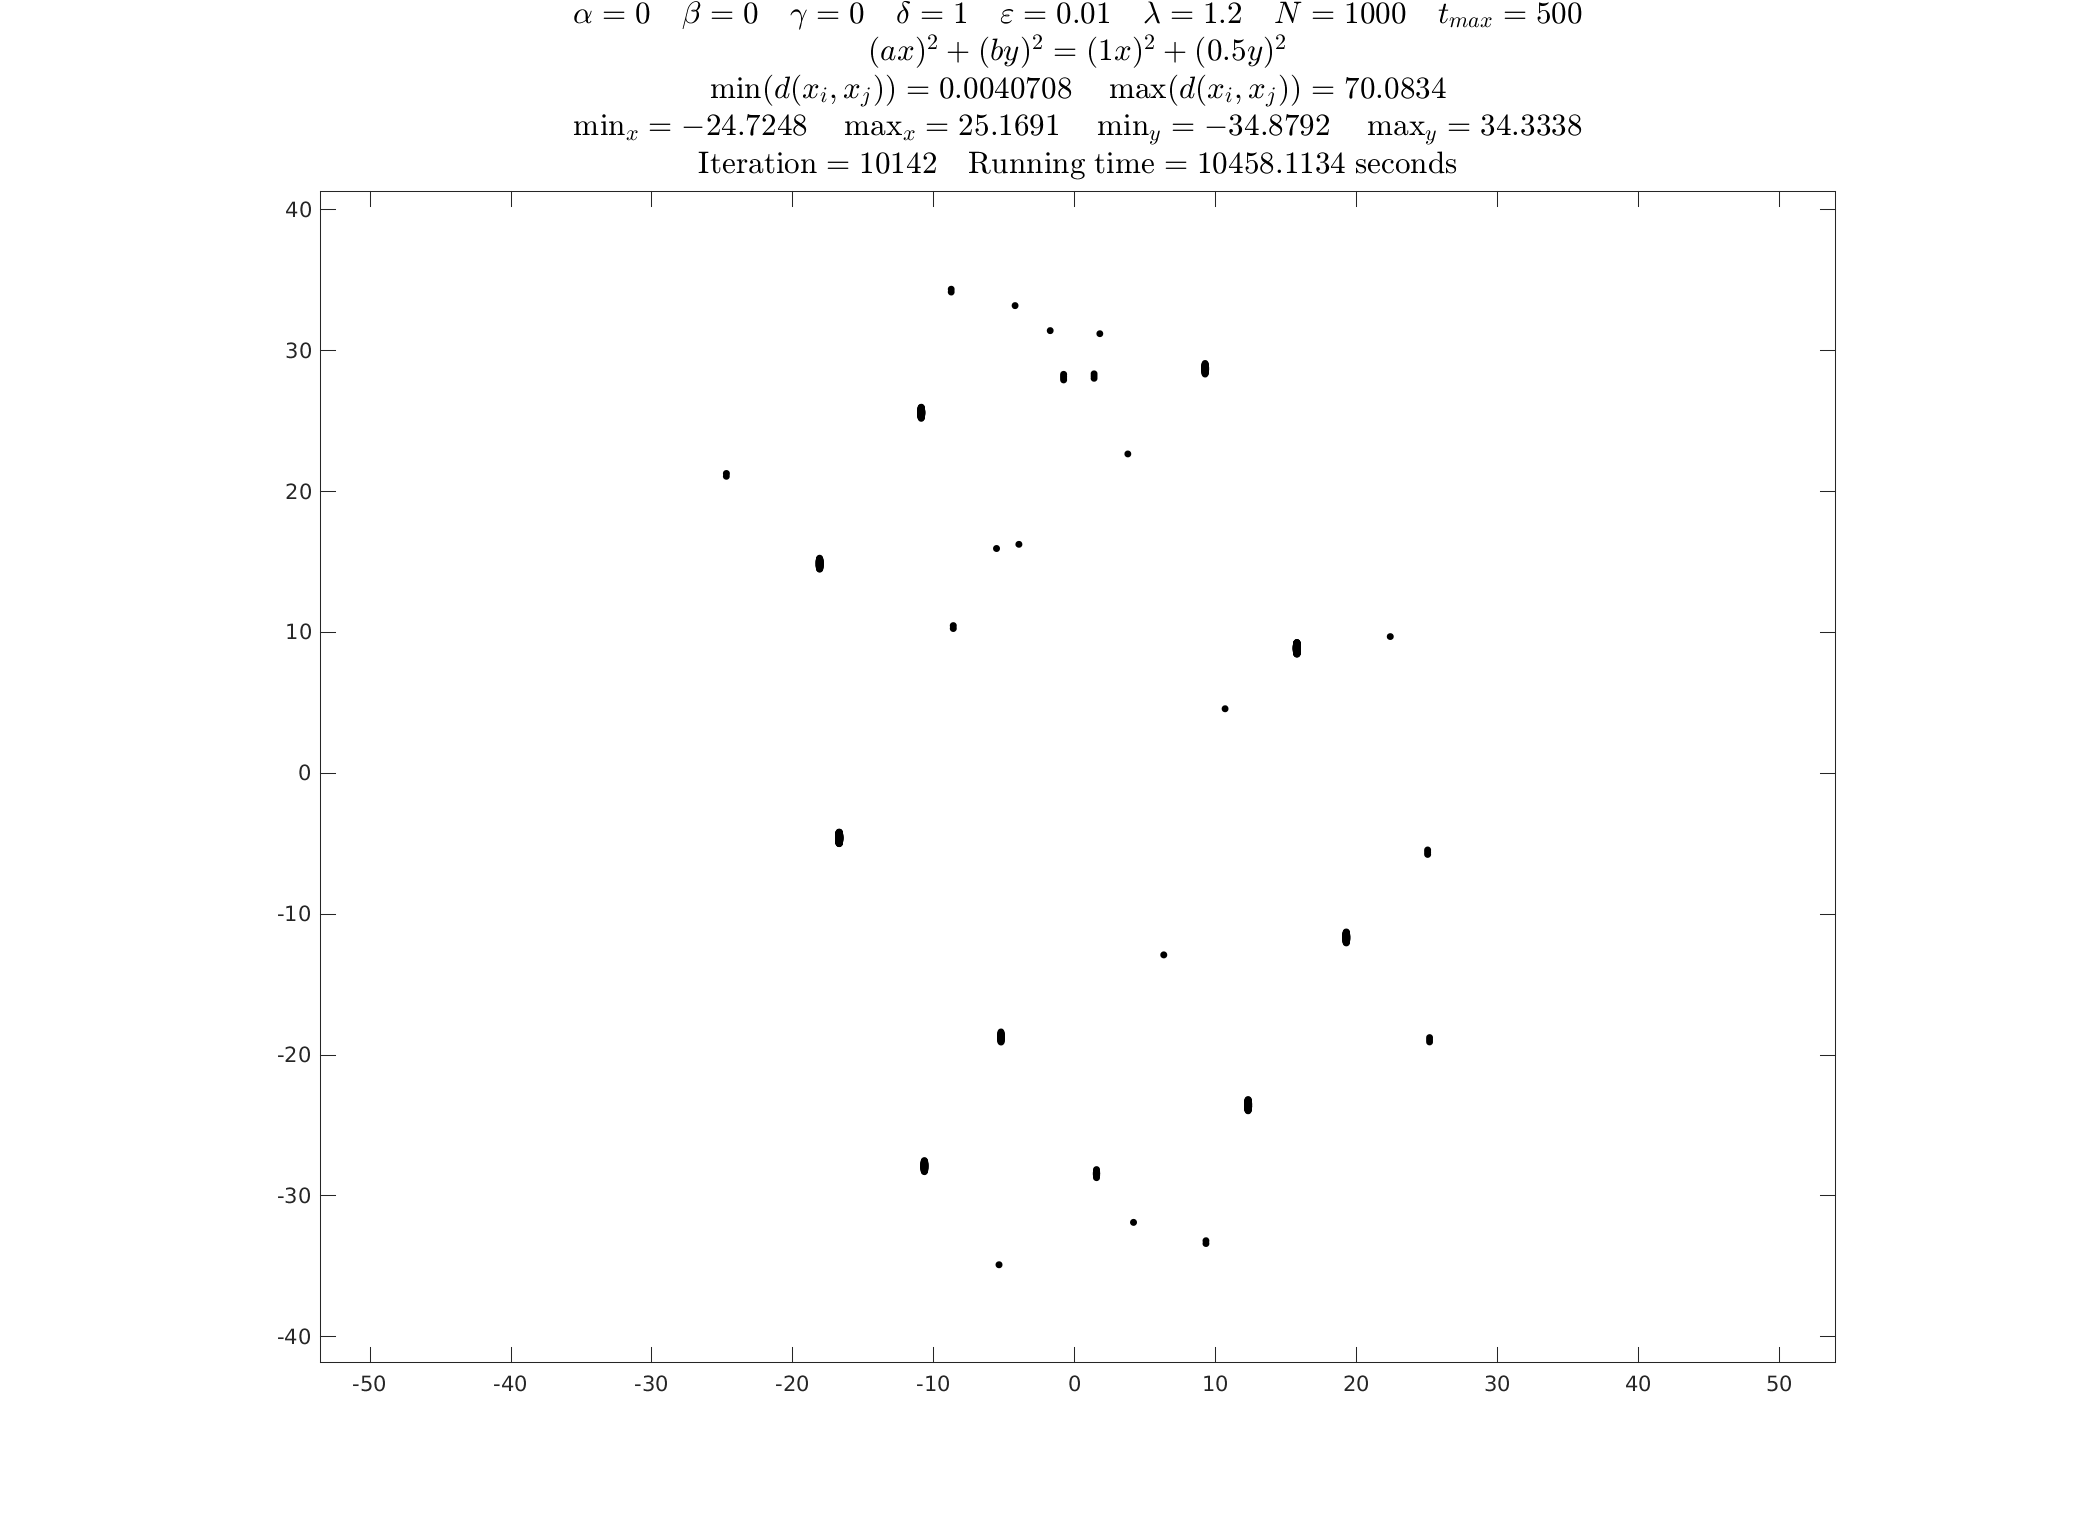 α = 0 β = 0 γ = 0 δ = 1 ε = 0.01 λ = 1.2 N = 1000 t_{max} = 500
(ax)² + (by)² = (1x)² + (0.5y)²
min(d(x_i, x_j)) = 0.0040708 max(d(x_i, x_j)) = 70.0834
min_x = −24.7248 max_x = 25.1691 min_y = −34.8792 max_y = 34.3338
Iteration = 10142 Running time = 10458.1134 seconds
40
30
20
10
0
-10
-20
-30
-40
-50 -40 -30 -20 -10 0 10 20 30 40 50